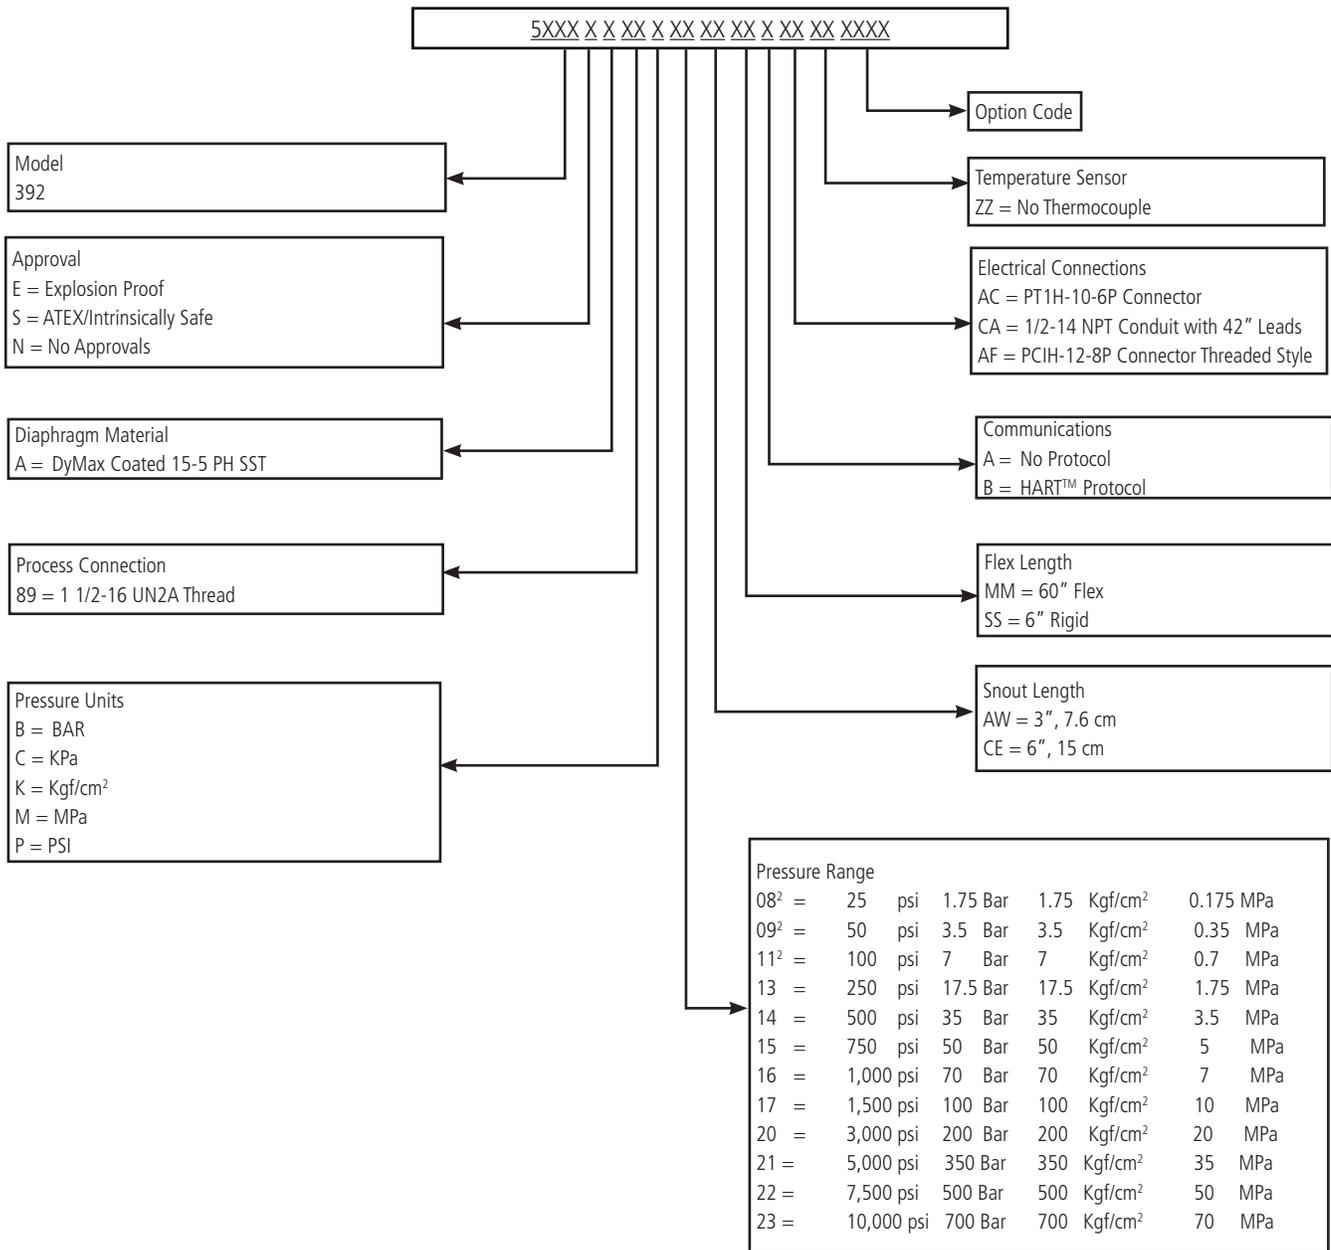 5XXX X X XX X XX XX XX X XX XX XXXX
Option Code
Model
392
Temperature Sensor
ZZ = No Thermocouple
Approval
E = Explosion Proof
S = ATEX/Intrinsically Safe
N = No Approvals
Electrical Connections
AC = PT1H-10-6P Connector
CA = 1/2-14 NPT Conduit with 42” Leads
AF = PCIH-12-8P Connector Threaded Style
Diaphragm Material
A = DyMax Coated 15-5 PH SST
Communications
A = No Protocol
B = HART™ Protocol
Process Connection
89 = 1 1/2-16 UN2A Thread
Flex Length
MM = 60” Flex
SS = 6” Rigid
Pressure Units
B = BAR
C = KPa
K = Kgf/cm²
M = MPa
P = PSI
Snout Length
AW = 3”, 7.6 cm
CE = 6”, 15 cm
Pressure Range
08² = 25 psi 1.75 Bar 1.75 Kgf/cm² 0.175 MPa
09² = 50 psi 3.5 Bar 3.5 Kgf/cm² 0.35 MPa
11² = 100 psi 7 Bar 7 Kgf/cm² 0.7 MPa
13 = 250 psi 17.5 Bar 17.5 Kgf/cm² 1.75 MPa
14 = 500 psi 35 Bar 35 Kgf/cm² 3.5 MPa
15 = 750 psi 50 Bar 50 Kgf/cm² 5 MPa
16 = 1,000 psi 70 Bar 70 Kgf/cm² 7 MPa
17 = 1,500 psi 100 Bar 100 Kgf/cm² 10 MPa
20 = 3,000 psi 200 Bar 200 Kgf/cm² 20 MPa
21 = 5,000 psi 350 Bar 350 Kgf/cm² 35 MPa
22 = 7,500 psi 500 Bar 500 Kgf/cm² 50 MPa
23 = 10,000 psi 700 Bar 700 Kgf/cm² 70 MPa